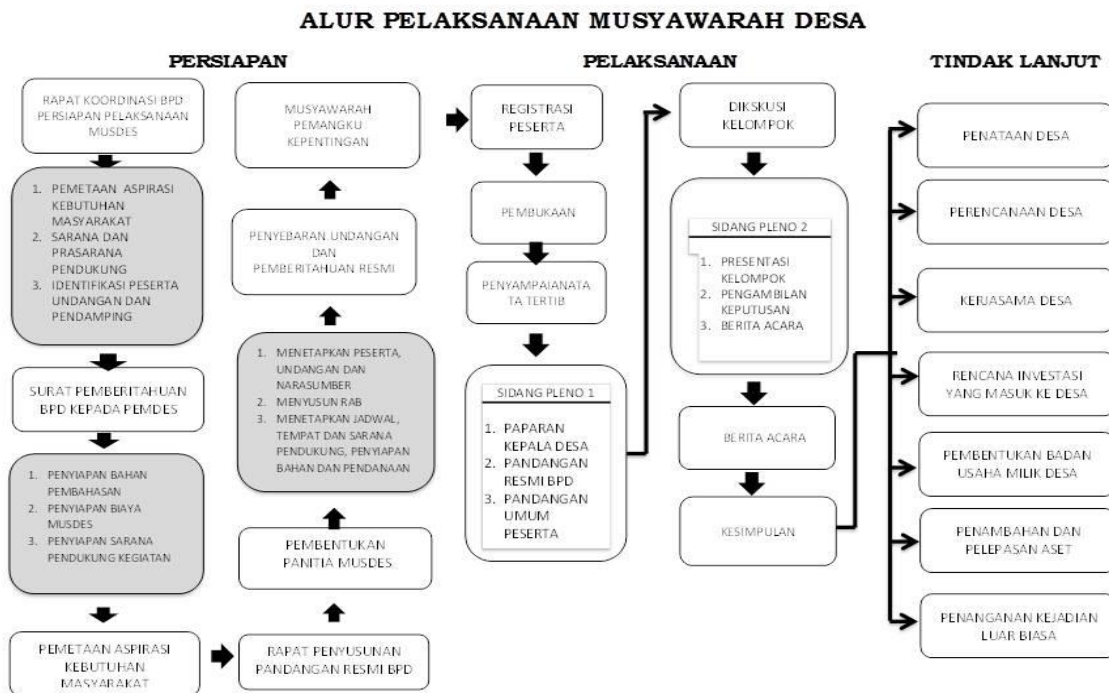 ALUR PELAKSANAAN MUSYAWARAH DESA
PERSIAPAN
RAPAT KOORDINASI BPD
PERSIAPAN PELAKSANAAN
MUSDES
1. PEMETAAN ASPIRASI
KEBUTUHAN
MASYARAKAT
2. SARANA DAN
PRASARANA
PENDUKUNG
3. IDENTIFIKASI PESERTA
UNDANGAN DAN
PENDAMPING
SURAT PEMBERITAHUAN
BPD KEPADA PEMDES
1. PENYIAPAN BAHAN
PEMBAHASAN
2. PENYIAPAN BIAYA
MUSDES
3. PENYIAPAN SARANA
PENDUKUNG KEGIATAN
PEMETAAN ASPIRASI
KEBUTUHAN
MASYARAKAT
RAPAT PENYUSUNAN
PANDANGAN RESMI BPD
PEMBENTUKAN
PANITIA MUSDES
1. MENETAPKAN PESERTA,
UNDANGAN DAN
NARASUMBER
2. MENYUSUN RAB
3. MENETAPKAN JADWAL,
TEMPAT DAN SARANA
PENDUKUNG, PENYIAPAN
BAHAN DAN PENDANAAN
PENYEBARAN UNDANGAN
DAN
PEMBERITAHUAN RESMI
MUSYAWARAH
PEMANGKU
KEPENTINGAN
PELAKSANAAN
REGISTRASI
PESERTA
PEMBUKAAN
PENYAMPAIANATA
TA TERTIB
SIDANG PLENO 1
1. PAPARAN
KEPALA DESA
2. PANDANGAN
RESMI BPD
3. PANDANGAN
UMUM
PESERTA
DIKSKUSI
KELOMPOK
SIDANG PLENO 2
1. PRESENTASI
KELOMPOK
2. PENGAMBILAN
KEPUTUSAN
3. BERITA ACARA
BERITA ACARA
KESIMPULAN
TINDAK LANJUT
PENATAAN DESA
PERENCANAAN DESA
KERJASAMA DESA
RENCANA INVESTASI
YANG MASUK KE DESA
PEMBENTUKAN BADAN
USAHA MILIK DESA
PENAMBAHAN DAN
PELEPASAN ASET
PENANGANAN KEJADIAN
LUAR BIASA